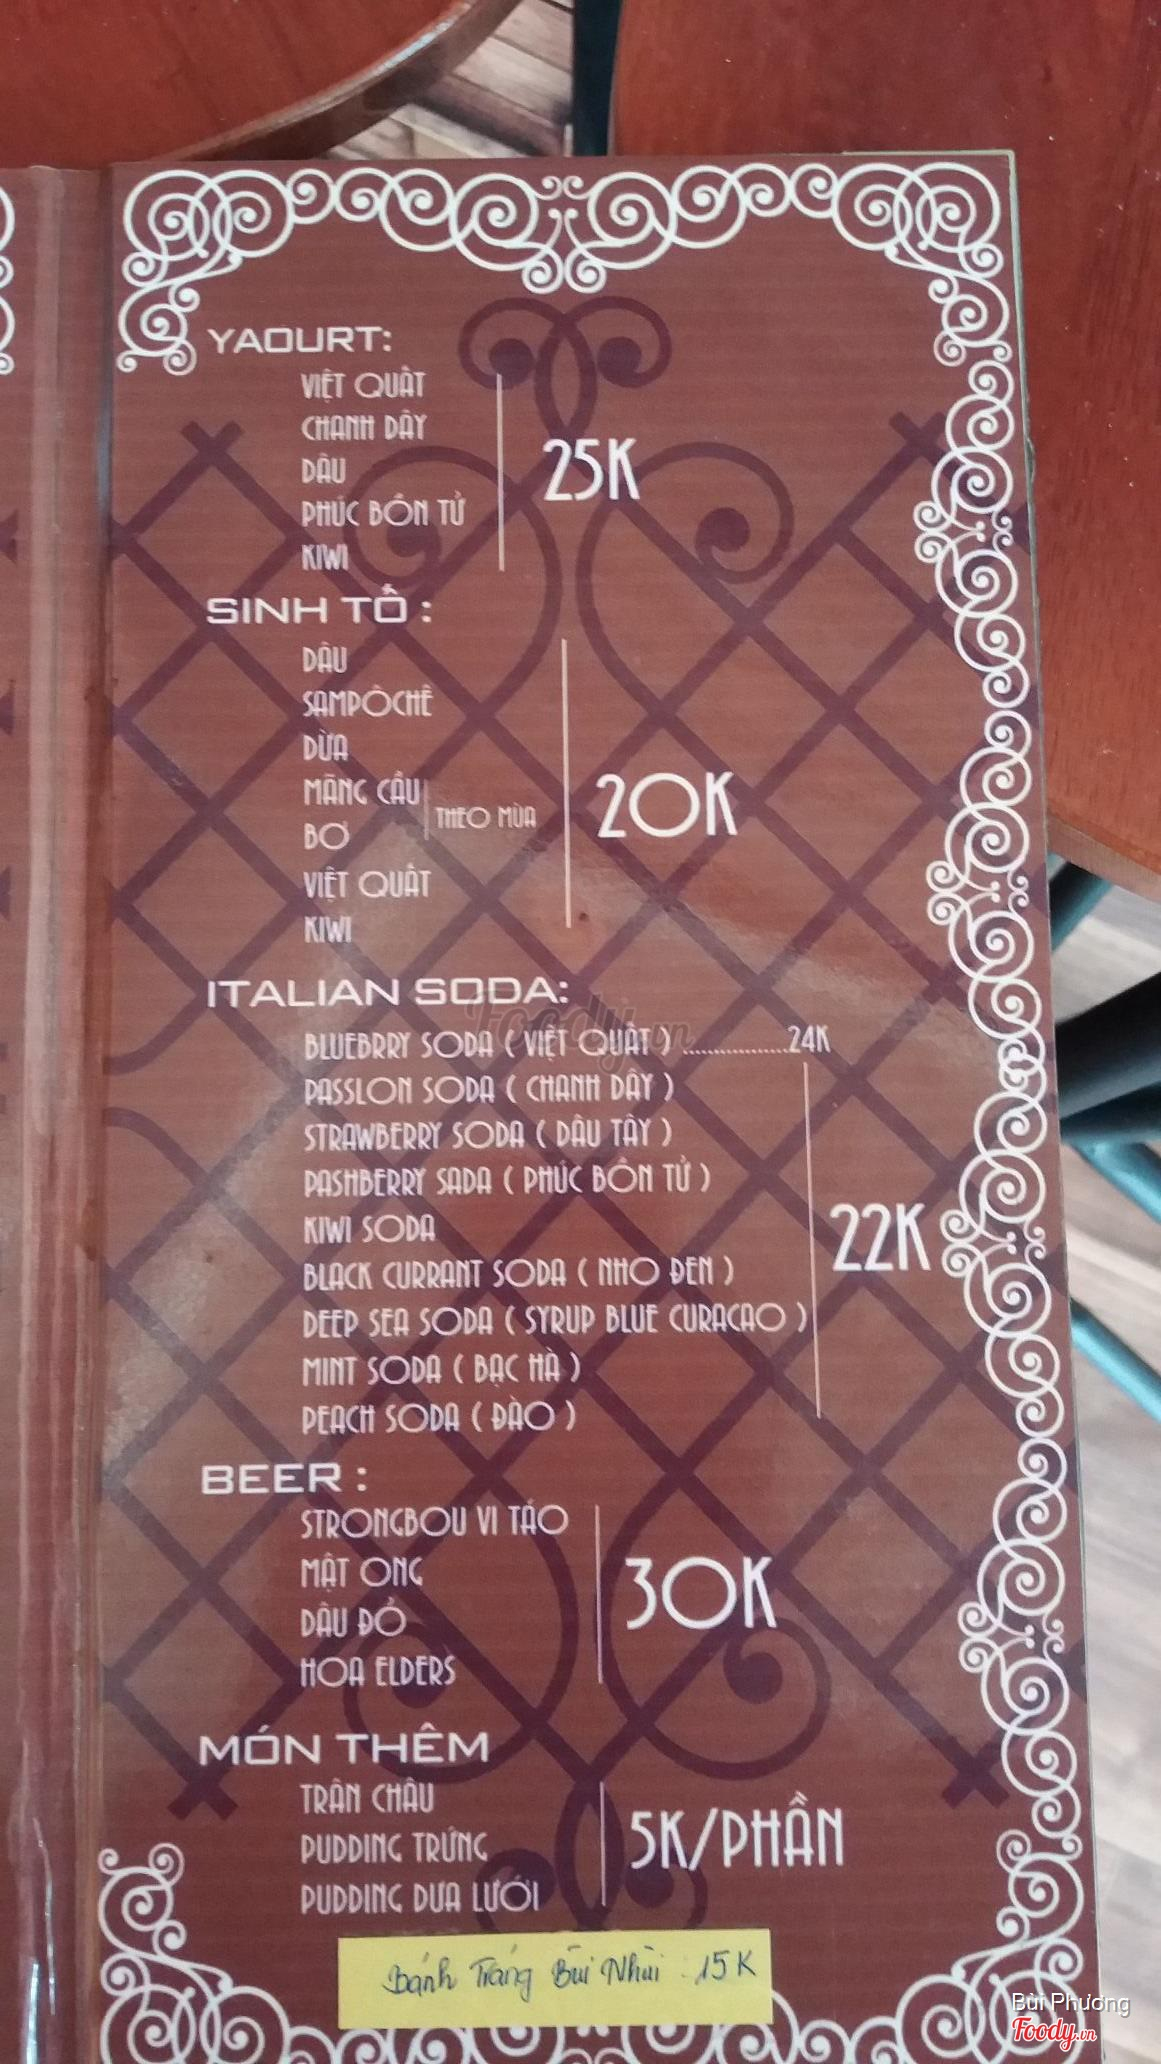 YAOURT:
VIỆT QUẤT
CHANH DÂY
DÂU
PHÚC BỒN TỬ
KIWI
25K
SINH TỐ :
DÂU
SAMPÔCHÊ
DỪA
MÃNG CẦU
BƠ
THEO MÙA
VIỆT QUẤT
KIWI
20K
ITALIAN SODA:
BLUEBRRY SODA ( VIỆT QUẤT ) ..................24K
PASSLON SODA ( CHANH DÂY )
STRAWBERRY SODA ( DÂU TÂY )
PASHBERRY SADA ( PHÚC BỒN TỬ )
KIWI SODA
BLACK CURRANT SODA ( NHO ĐEN )
DEEP SEA SODA ( SYRUP BLUE CURACAO )
MINT SODA ( BẠC HÀ )
PEACH SODA ( ĐÀO )
22K
BEER :
STRONGBOU VỊ TÁO
MẬT ONG
DÂU ĐỎ
HOA ELDERS
30K
MÓN THÊM
TRÂN CHÂU
PUDDING TRỨNG
PUDDING DƯA LƯỚI
5K/PHẦN
Bánh Tráng Bùi Nhùi : 15K
Foody.vn
Bùi Phương
Foody.vn